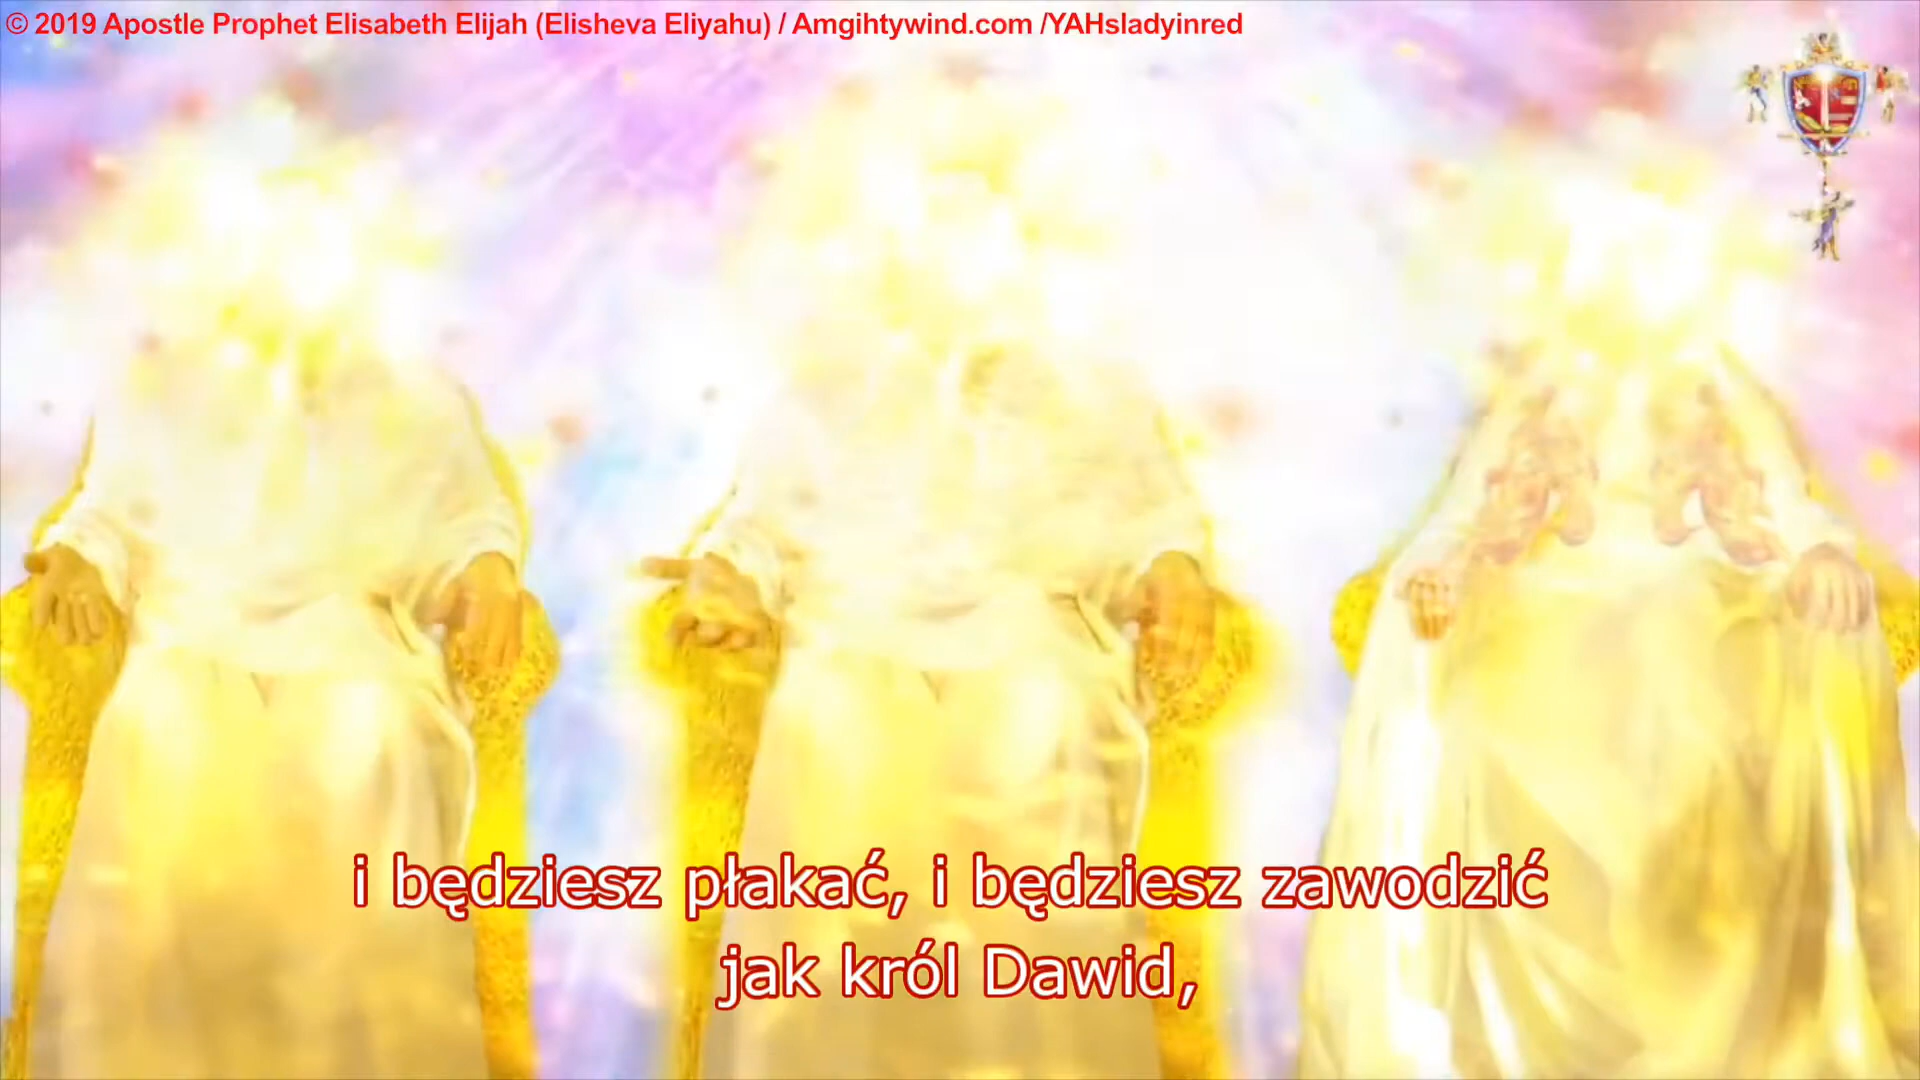 © 2019 Apostle Prophet Elisabeth Elijah (Elisheva Eliyahu) / Amgihtywind.com /YAHsladyinred
i będziesz płakać, i będziesz zawodzić
jak król Dawid,